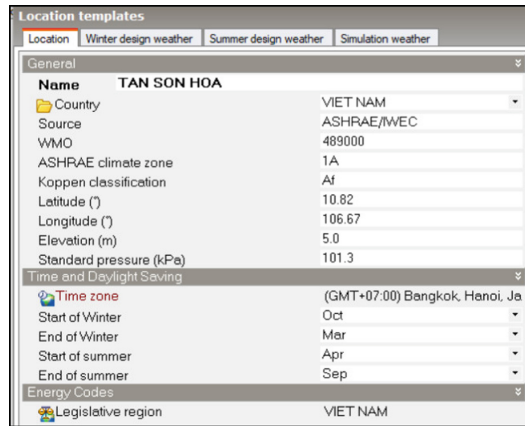 Location templates
Location Winter design weather Summer design weather Simulation weather
General
Name TAN SON HOA
Country VIET NAM
Source ASHRAE/IWEC
WMO 489000
ASHRAE climate zone 1A
Koppen classification Af
Latitude (°) 10.82
Longitude (°) 106.67
Elevation (m) 5.0
Standard pressure (kPa) 101.3
Time and Daylight Saving
Time zone (GMT+07:00) Bangkok, Hanoi, Ja
Start of Winter Oct
End of Winter Mar
Start of summer Apr
End of summer Sep
Energy Codes
Legislative region VIET NAM